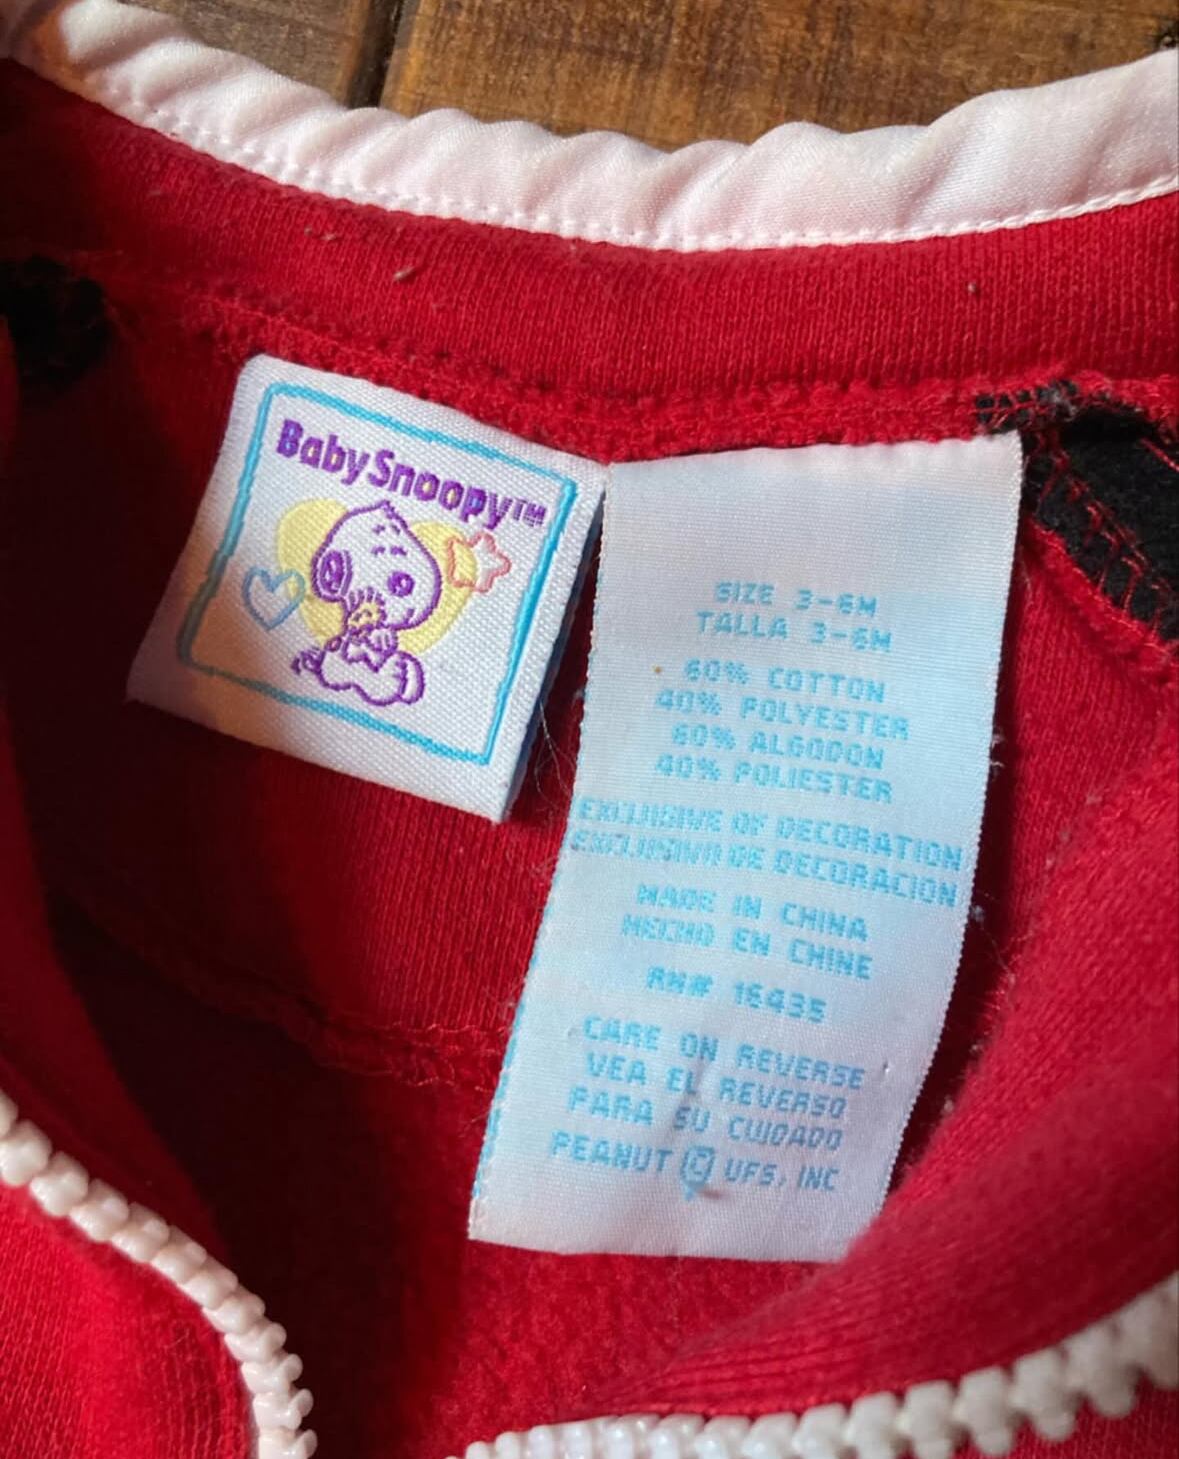 Baby Snoopy™
SIZE 3-6M
TALLA 3-6M
60% COTTON
40% POLYESTER
60% ALGODON
40% POLIESTER
EXCLUSIVE OF DECORATION
EXCLUSIVA DE DECORACION
MADE IN CHINA
HECHO EN CHINE
RN# 16435
CARE ON REVERSE
VEA EL REVERSO
PARA SU CUIDADO
PEANUT © UFS, INC